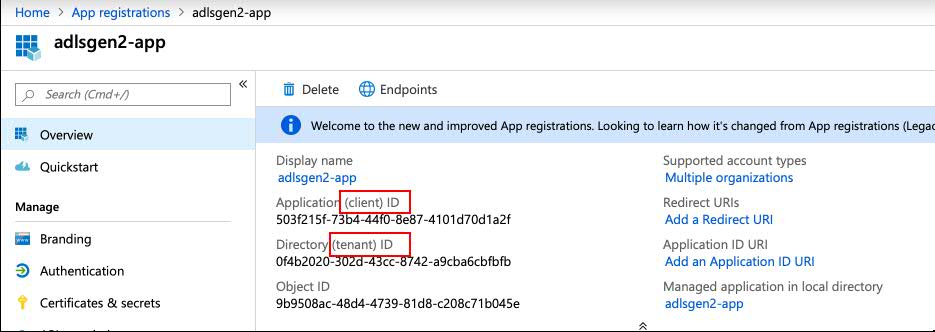 Home > App registrations > adlsgen2-app
adlsgen2-app
Search (Cmd+/)
«
Overview
Quickstart
Manage
Branding
Authentication
Certificates & secrets
Delete
Endpoints
Welcome to the new and improved App registrations. Looking to learn how it's changed from App registrations (Legac
Display name
adlsgen2-app
Application (client) ID
503f215f-73b4-44f0-8e87-4101d70d1a2f
Directory (tenant) ID
0f4b2020-302d-43cc-8742-a9cba6cbfbfb
Object ID
9b9508ac-48d4-4739-81d8-c208c71b045e
Supported account types
Multiple organizations
Redirect URIs
Add a Redirect URI
Application ID URI
Add an Application ID URI
Managed application in local directory
adlsgen2-app